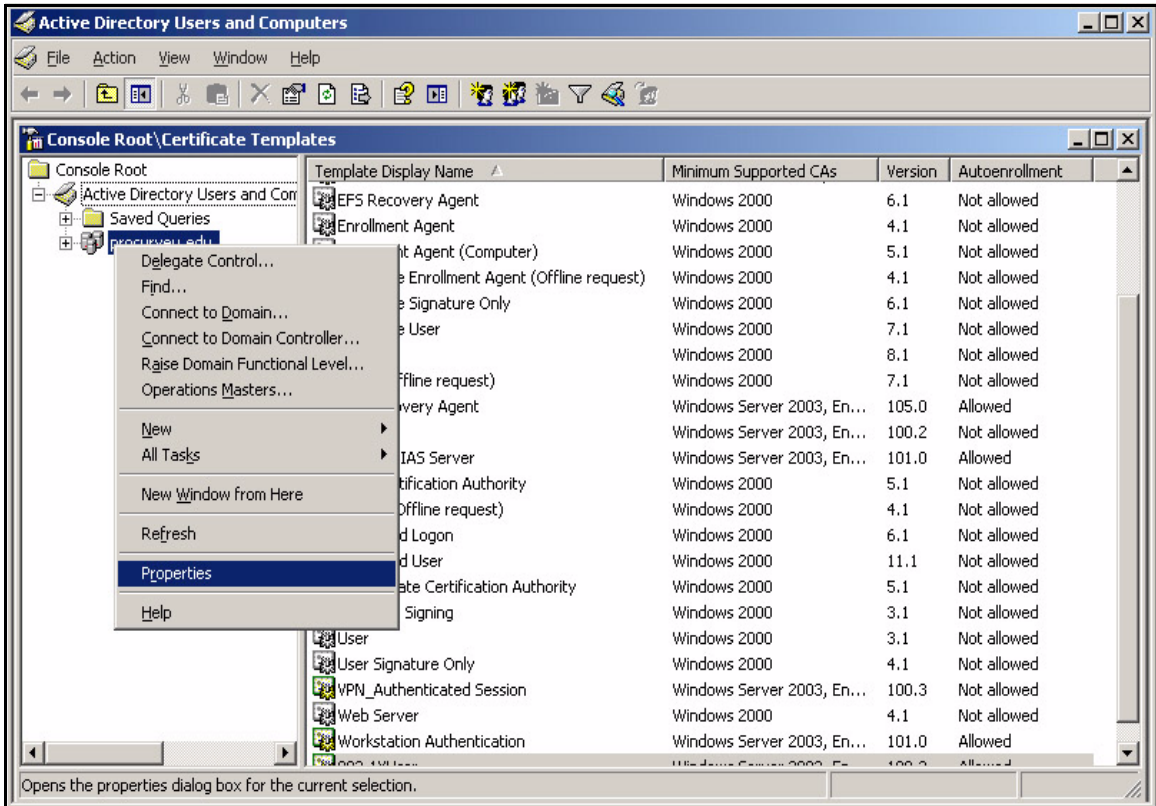 Active Directory Users and Computers
File Action View Window Help
Console Root\Certificate Templates
Console Root
Active Directory Users and Com
Saved Queries
procurveu.edu
Delegate Control...
Find...
Connect to Domain...
Connect to Domain Controller...
Raise Domain Functional Level...
Operations Masters...
New
All Tasks
New Window from Here
Refresh
Properties
Help
Template Display Name Minimum Supported CAs Version Autoenrollment
EFS Recovery Agent Windows 2000 6.1 Not allowed
Enrollment Agent Windows 2000 4.1 Not allowed
nt Agent (Computer) Windows 2000 5.1 Not allowed
e Enrollment Agent (Offline request) Windows 2000 4.1 Not allowed
e Signature Only Windows 2000 6.1 Not allowed
e User Windows 2000 7.1 Not allowed
Windows 2000 8.1 Not allowed
ffline request) Windows 2000 7.1 Not allowed
overy Agent Windows Server 2003, En... 105.0 Allowed
Windows Server 2003, En... 100.2 Not allowed
IAS Server Windows Server 2003, En... 101.0 Allowed
tification Authority Windows 2000 5.1 Not allowed
Offline request) Windows 2000 4.1 Not allowed
d Logon Windows 2000 6.1 Not allowed
d User Windows 2000 11.1 Not allowed
ate Certification Authority Windows 2000 5.1 Not allowed
Signing Windows 2000 3.1 Not allowed
User Windows 2000 3.1 Not allowed
User Signature Only Windows 2000 4.1 Not allowed
VPN_Authenticated Session Windows Server 2003, En... 100.3 Not allowed
Web Server Windows 2000 4.1 Not allowed
Workstation Authentication Windows Server 2003, En... 101.0 Allowed
Opens the properties dialog box for the current selection.